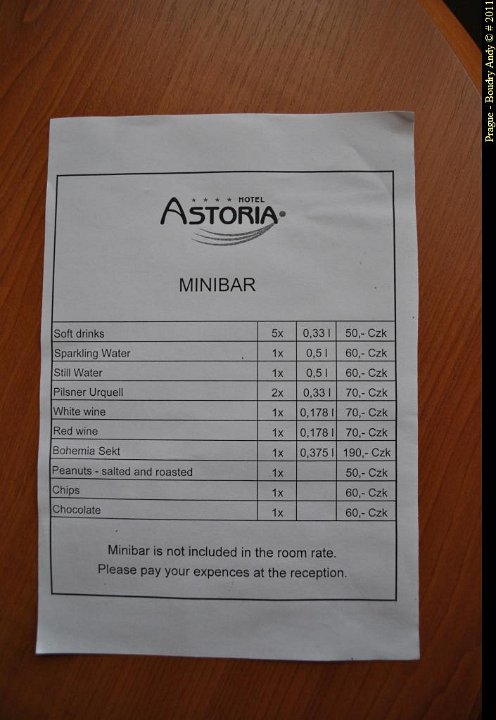 HOTEL
ASTORIA
MINIBAR
Soft drinks 5x 0,33 l 50,- Czk
Sparkling Water 1x 0,5 l 60,- Czk
Still Water 1x 0,5 l 60,- Czk
Pilsner Urquell 2x 0,33 l 70,- Czk
White wine 1x 0,178 l 70,- Czk
Red wine 1x 0,178 l 70,- Czk
Bohemia Sekt 1x 0,375 l 190,- Czk
Peanuts - salted and roasted 1x 50,- Czk
Chips 1x 60,- Czk
Chocolate 1x 60,- Czk
Minibar is not included in the room rate.
Please pay your expences at the reception.
Prague - Boudry Andy © # 2011